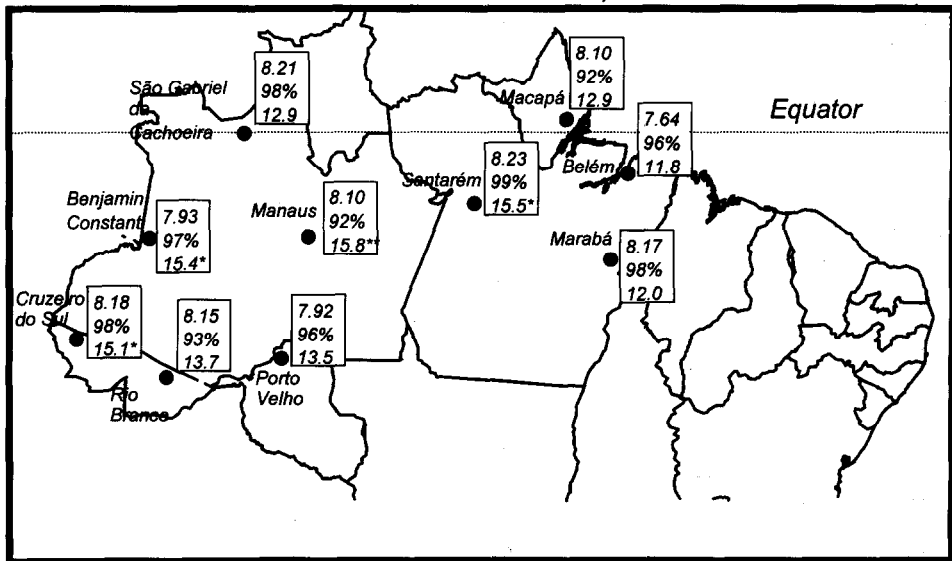 São Gabriel
da
Cachoeira
8.21
98%
12.9
Macapá
8.10
92%
12.9
Equator
Belém
7.64
96%
11.8
Santarém
8.23
99%
15.5*
Benjamin
Constant
7.93
97%
15.4*
Manaus
8.10
92%
15.8**
Marabá
8.17
98%
12.0
Cruzeiro
do Sul
8.18
98%
15.1*
8.15
93%
13.7
Rio
Branco
7.92
96%
13.5
Porto
Velho